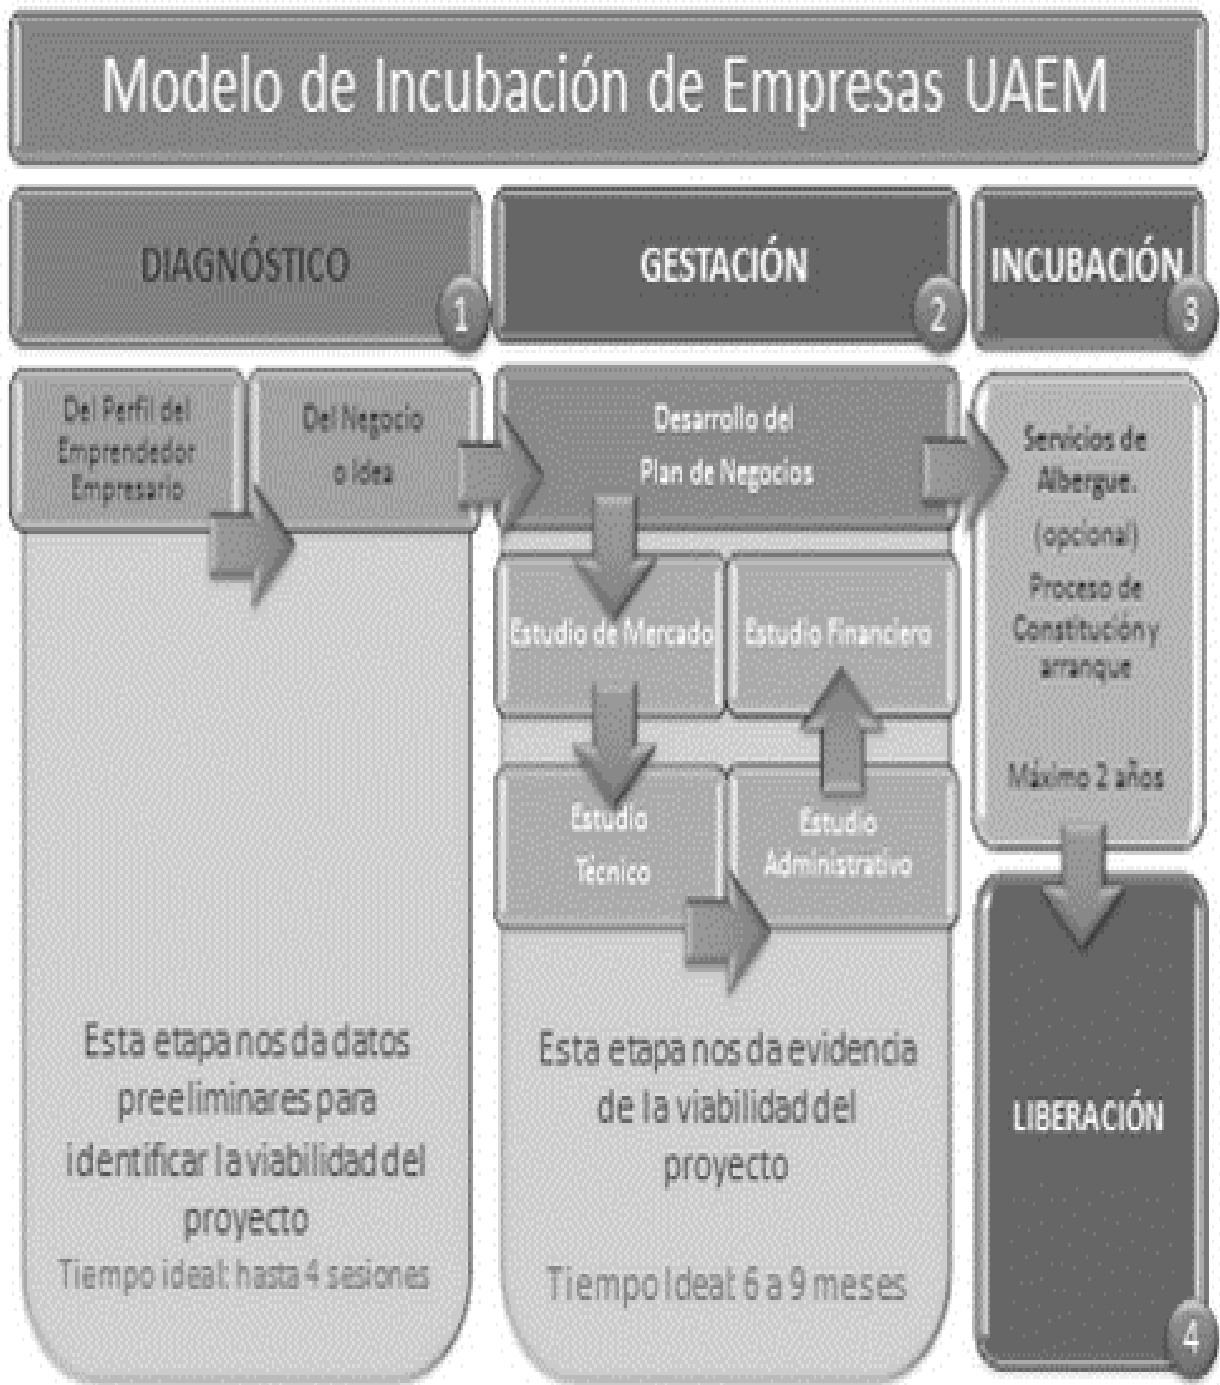 Modelo de Incubación de Empresas UAEM
DIAGNÓSTICO
1
GESTACIÓN
2
INCUBACIÓN
3
Del Perfil del
Emprendedor
Empresario
Del Negocio
o Idea
Desarrollo del
Plan de Negocios
Estudio de Mercado
Estudio Financiero
Estudio
Técnico
Estudio
Administrativo
Servicios de
Albergue.
(opcional)
Proceso de
Constitución y
arranque
Máximo 2 años
Esta etapa nos da datos
preeliminares para
identificar la viabilidad del
proyecto
Tiempo ideal: hasta 4 sesiones
Esta etapa nos da evidencia
de la viabilidad del
proyecto
Tiempo Ideal: 6 a 9 meses
LIBERACIÓN
4